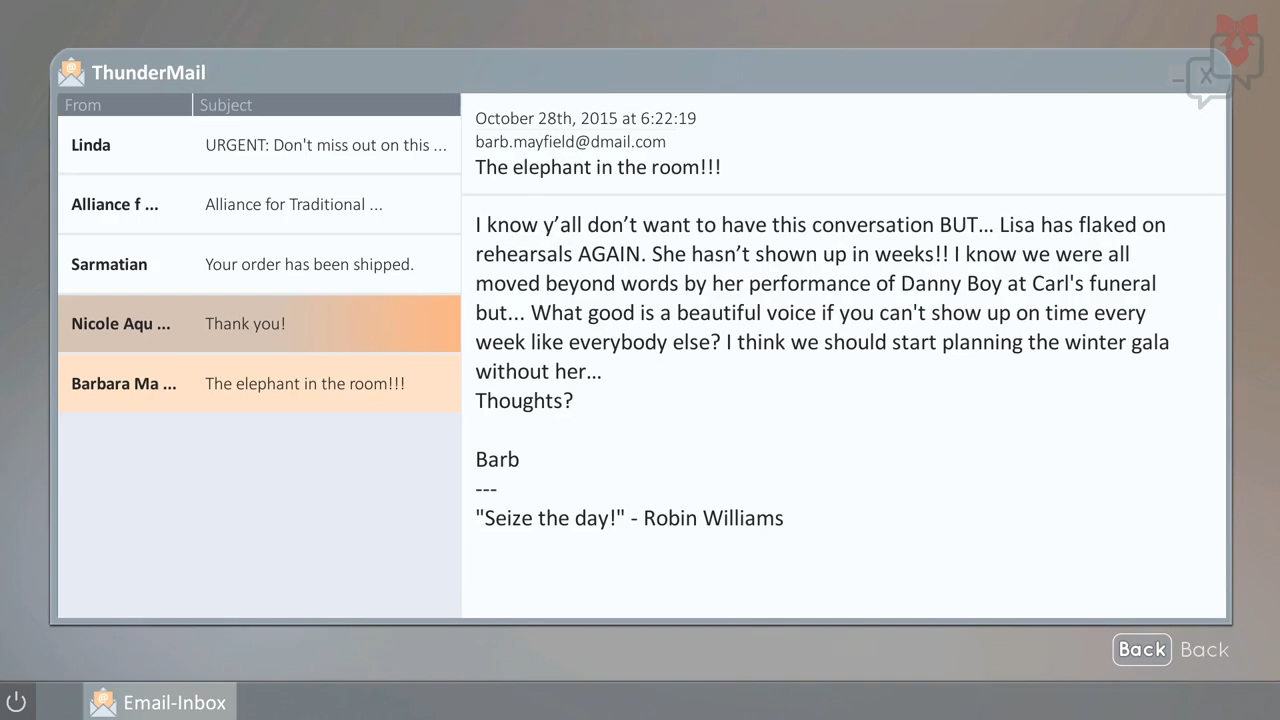 ThunderMail
From Subject
Linda URGENT: Don't miss out on this ...
Alliance f ... Alliance for Traditional ...
Sarmatian Your order has been shipped.
Nicole Aqu ... Thank you!
Barbara Ma ... The elephant in the room!!!
October 28th, 2015 at 6:22:19
barb.mayfield@dmail.com
The elephant in the room!!!
I know y’all don’t want to have this conversation BUT… Lisa has flaked on
rehearsals AGAIN. She hasn’t shown up in weeks!! I know we were all
moved beyond words by her performance of Danny Boy at Carl's funeral
but... What good is a beautiful voice if you can't show up on time every
week like everybody else? I think we should start planning the winter gala
without her…
Thoughts?
Barb
---
"Seize the day!" - Robin Williams
Back Back
Email-Inbox